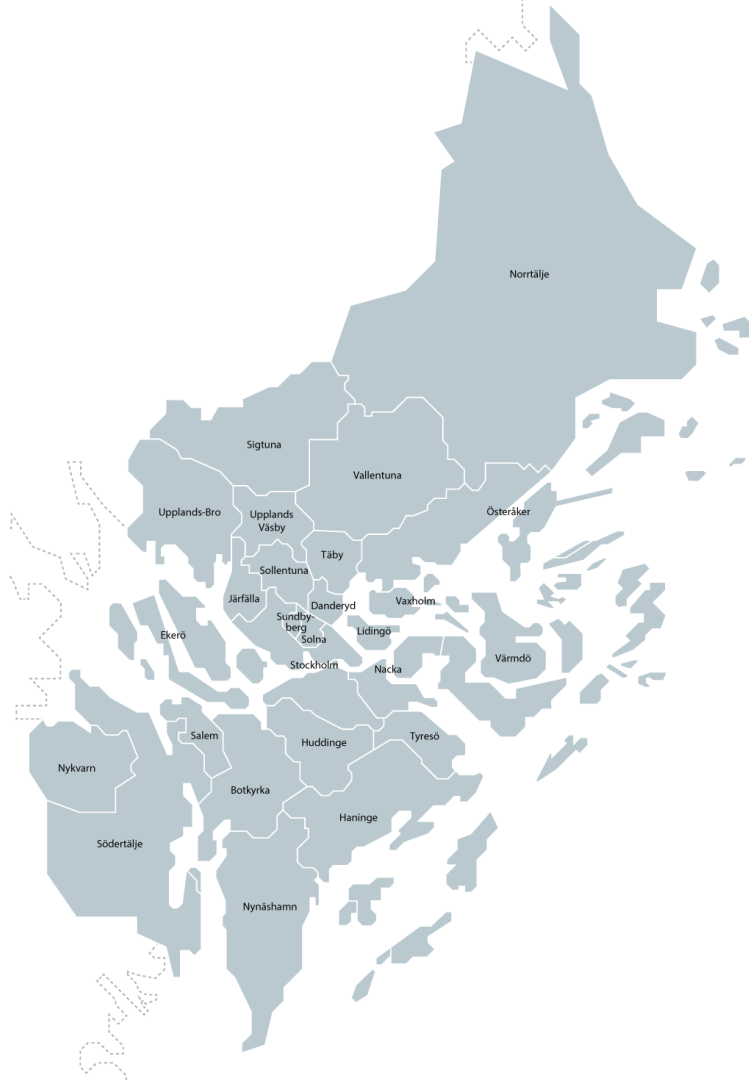 Norrtälje
Sigtuna
Vallentuna
Upplands-Bro
Upplands
Väsby
Österåker
Täby
Sollentuna
Järfälla
Danderyd
Vaxholm
Sundby-
berg
Ekerö
Solna
Lidingö
Stockholm
Nacka
Värmdö
Salem
Huddinge
Tyresö
Nykvarn
Botkyrka
Haninge
Södertälje
Nynäshamn